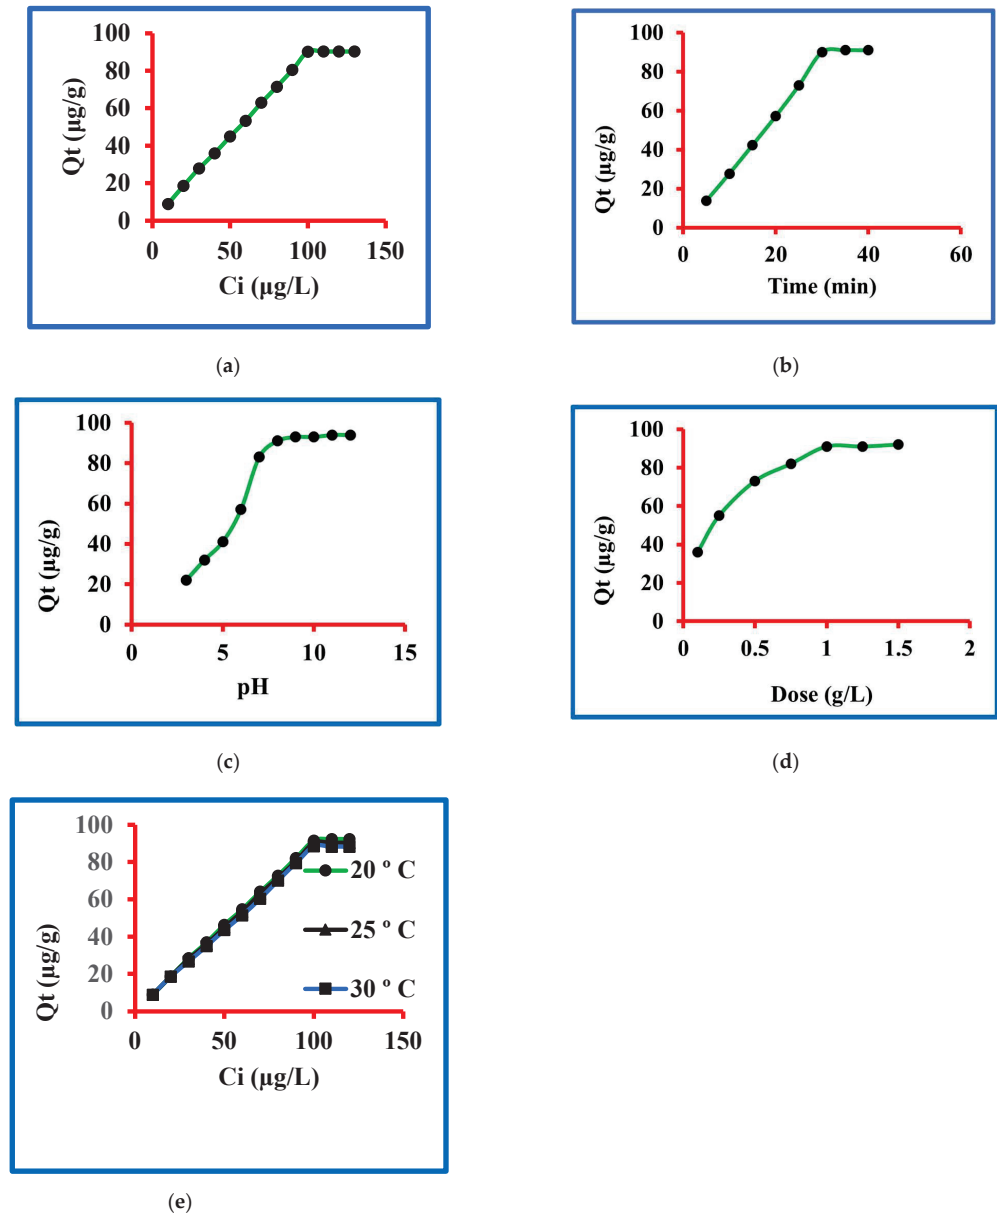 100
80
60
40
20
0
Qt (µg/g)
0 50 100 150
Ci (µg/L)
(a)
100
80
60
40
20
0
Qt (µg/g)
0 20 40 60
Time (min)
(b)
100
80
60
40
20
0
Qt (µg/g)
0 5 10 15
pH
(c)
100
80
60
40
20
0
Qt (µg/g)
0 0.5 1 1.5 2
Dose (g/L)
(d)
100
80
60
40
20
0
Qt (µg/g)
20 º C
25 º C
30 º C
0 50 100 150
Ci (µg/L)
(e)